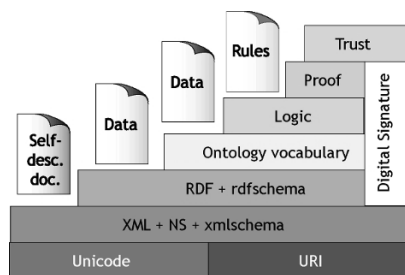 Rules
Trust
Data
Proof
Data
Logic
Self-
desc.
doc.
Ontology vocabulary
Digital Signature
RDF + rdfschema
XML + NS + xmlschema
Unicode
URI